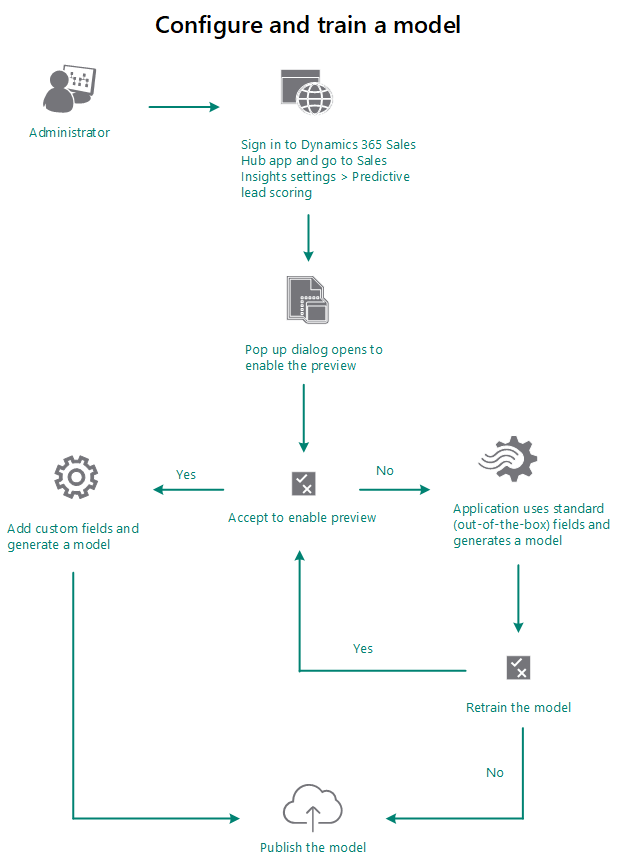 Configure and train a model
Administrator
Sign in to Dynamics 365 Sales
Hub app and go to Sales
Insights settings > Predictive
lead scoring
Pop up dialog opens to
enable the preview
Yes
No
Accept to enable preview
Add custom fields and
generate a model
Application uses standard
(out-of-the-box) fields and
generates a model
Yes
Retrain the model
No
Publish the model